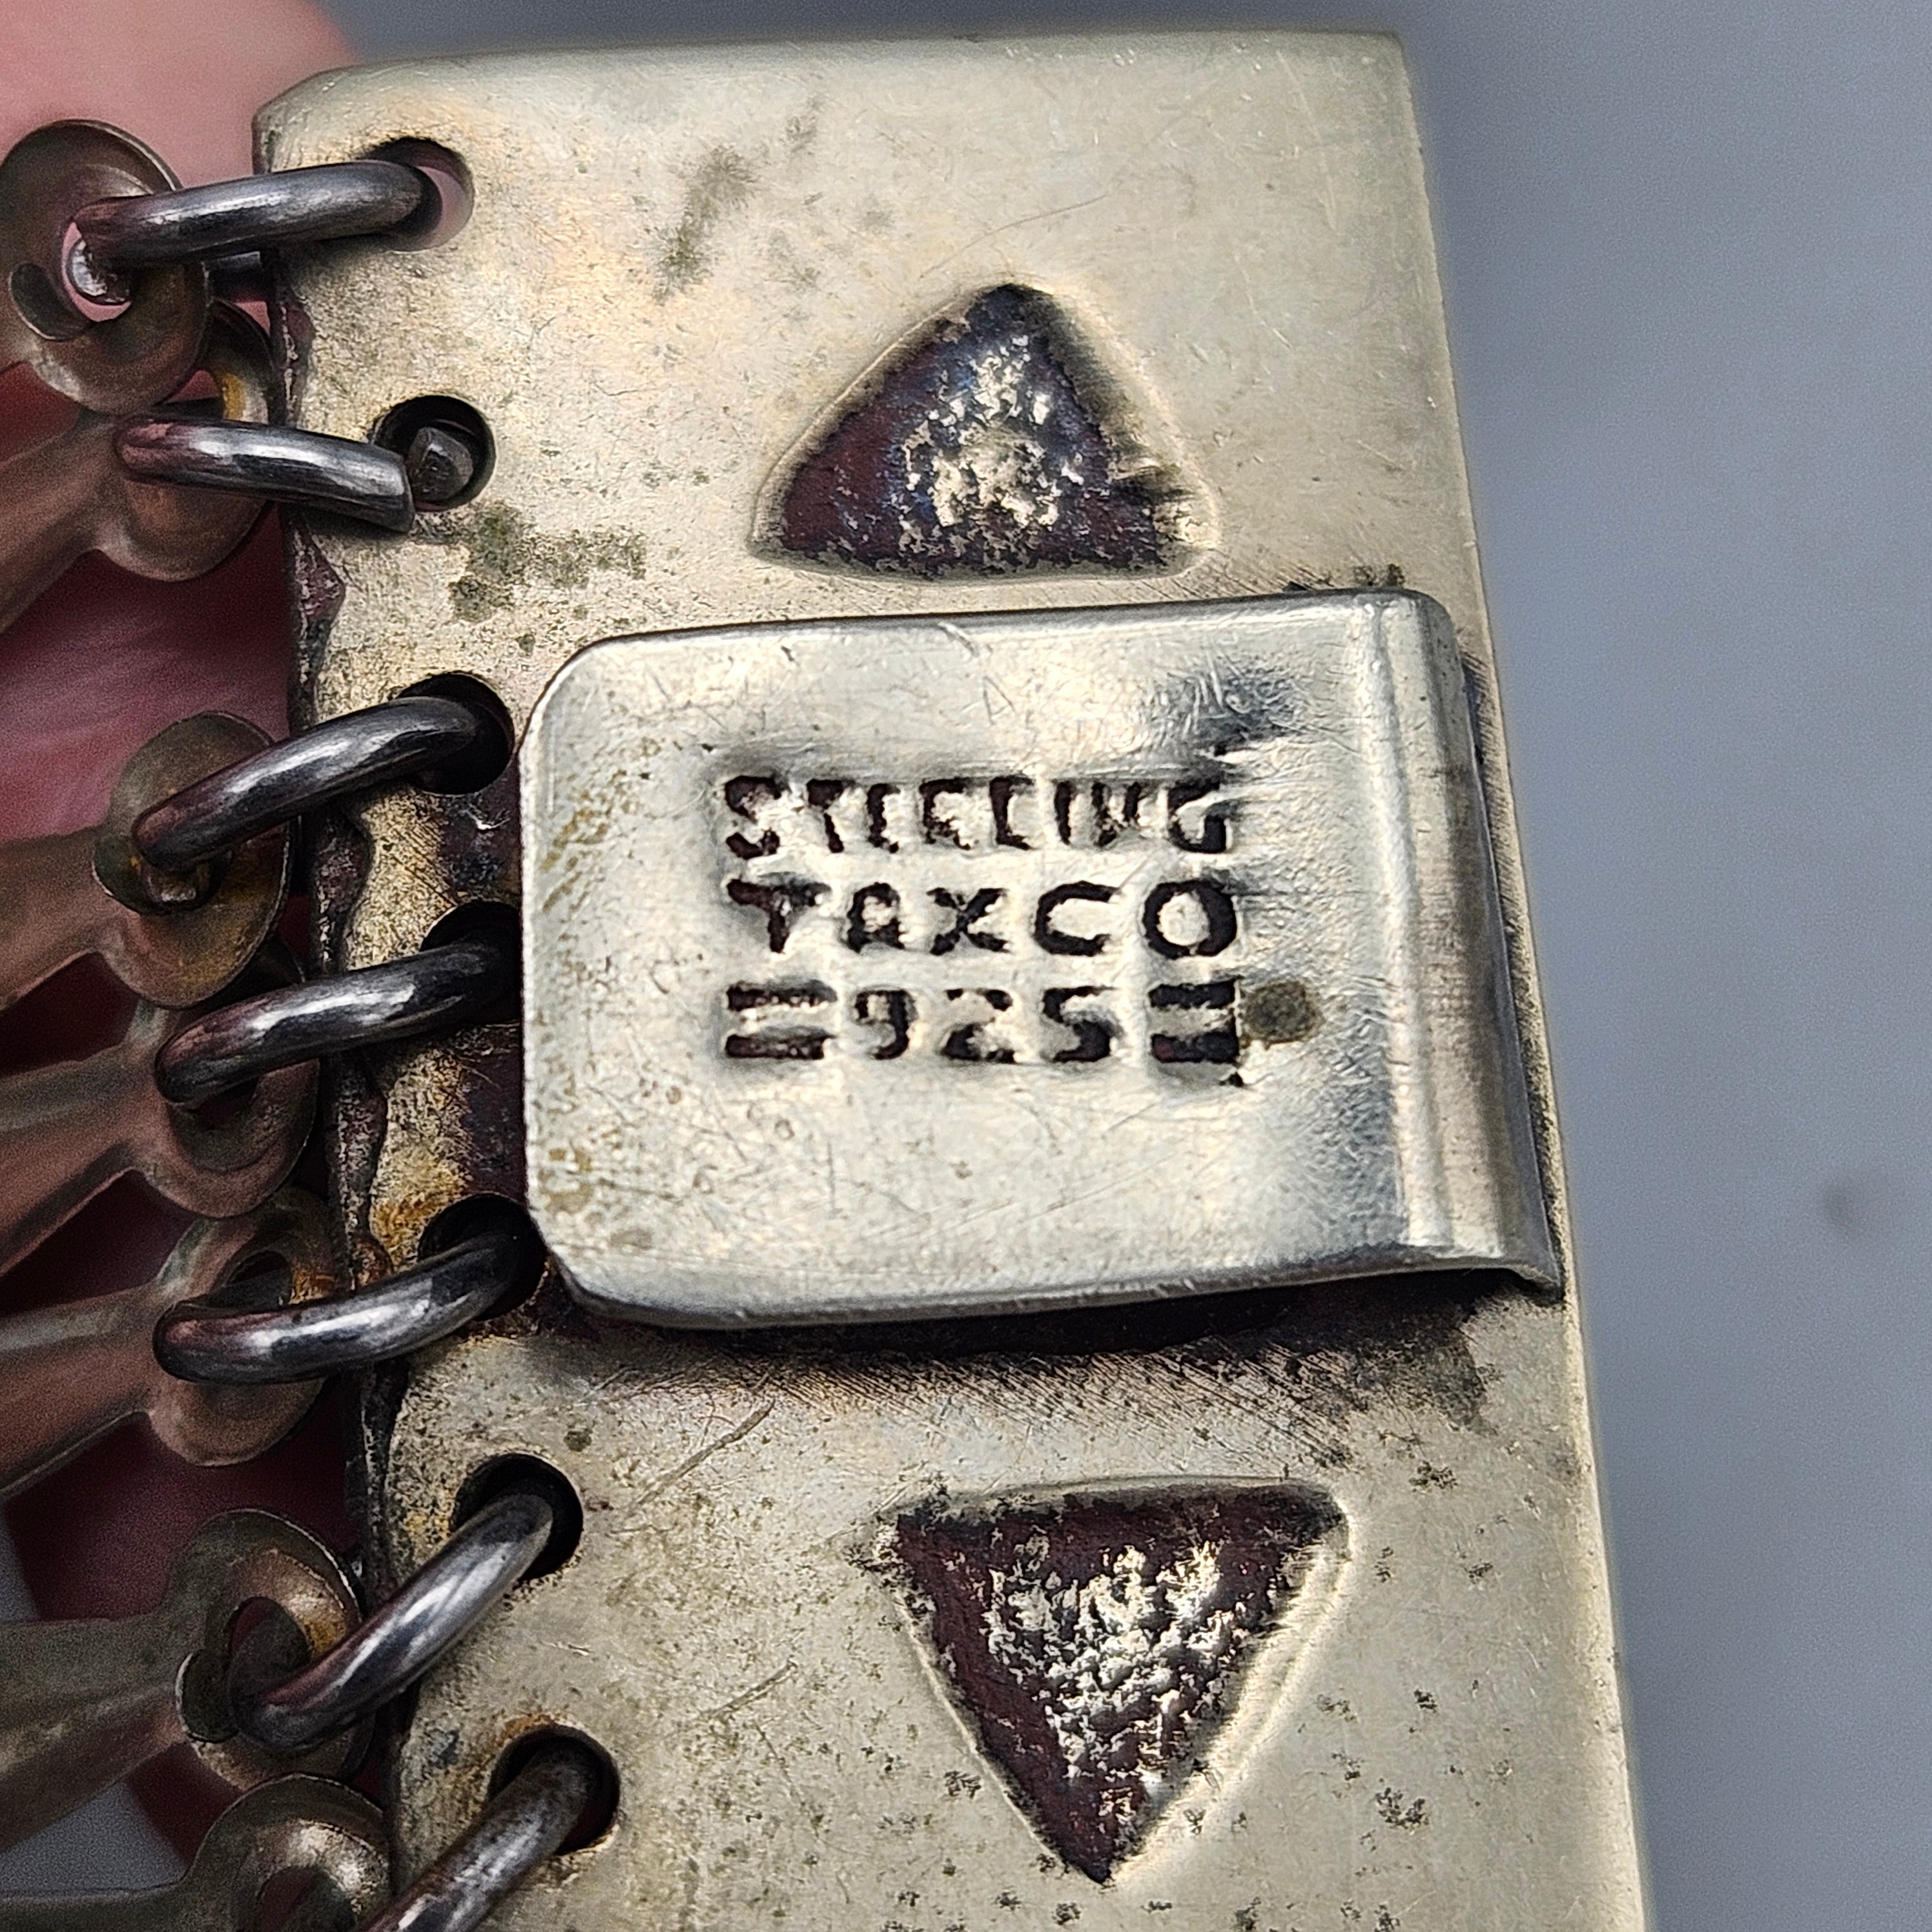 STERLING
TAXCO
=925=